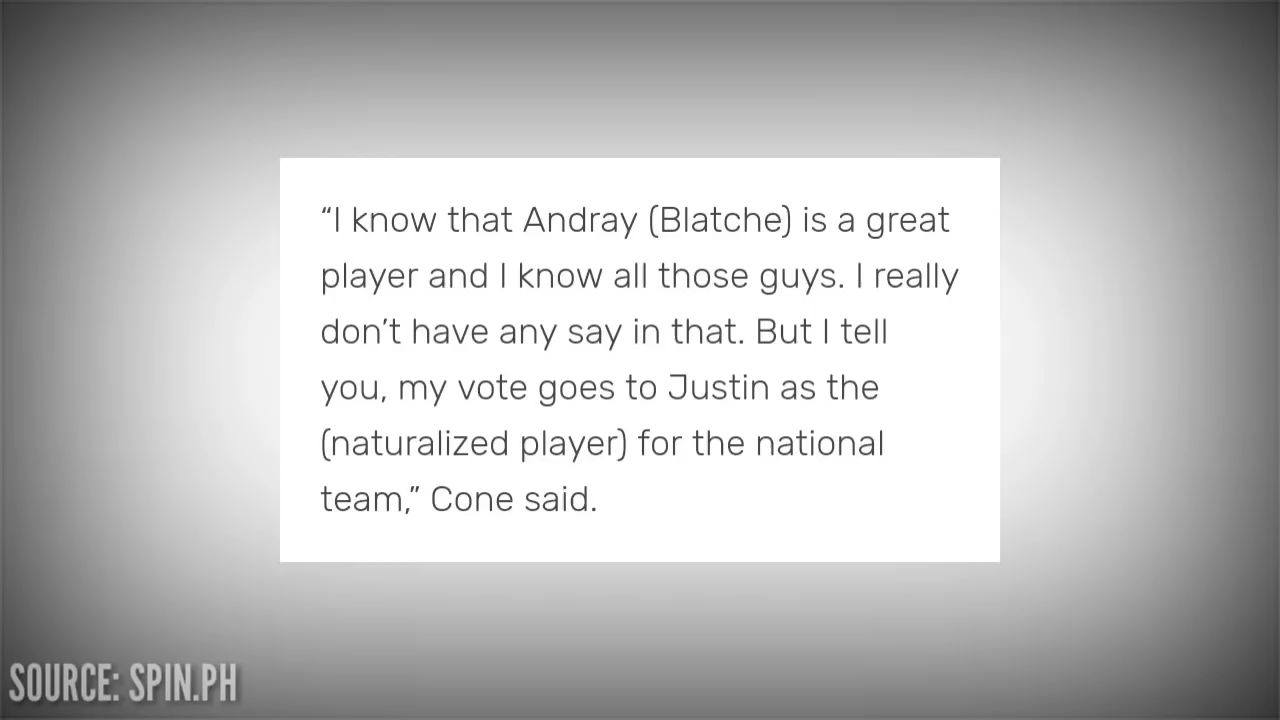 “I know that Andray (Blatche) is a great
player and I know all those guys. I really
don’t have any say in that. But I tell
you, my vote goes to Justin as the
(naturalized player) for the national
team,” Cone said.
SOURCE: SPIN.PH